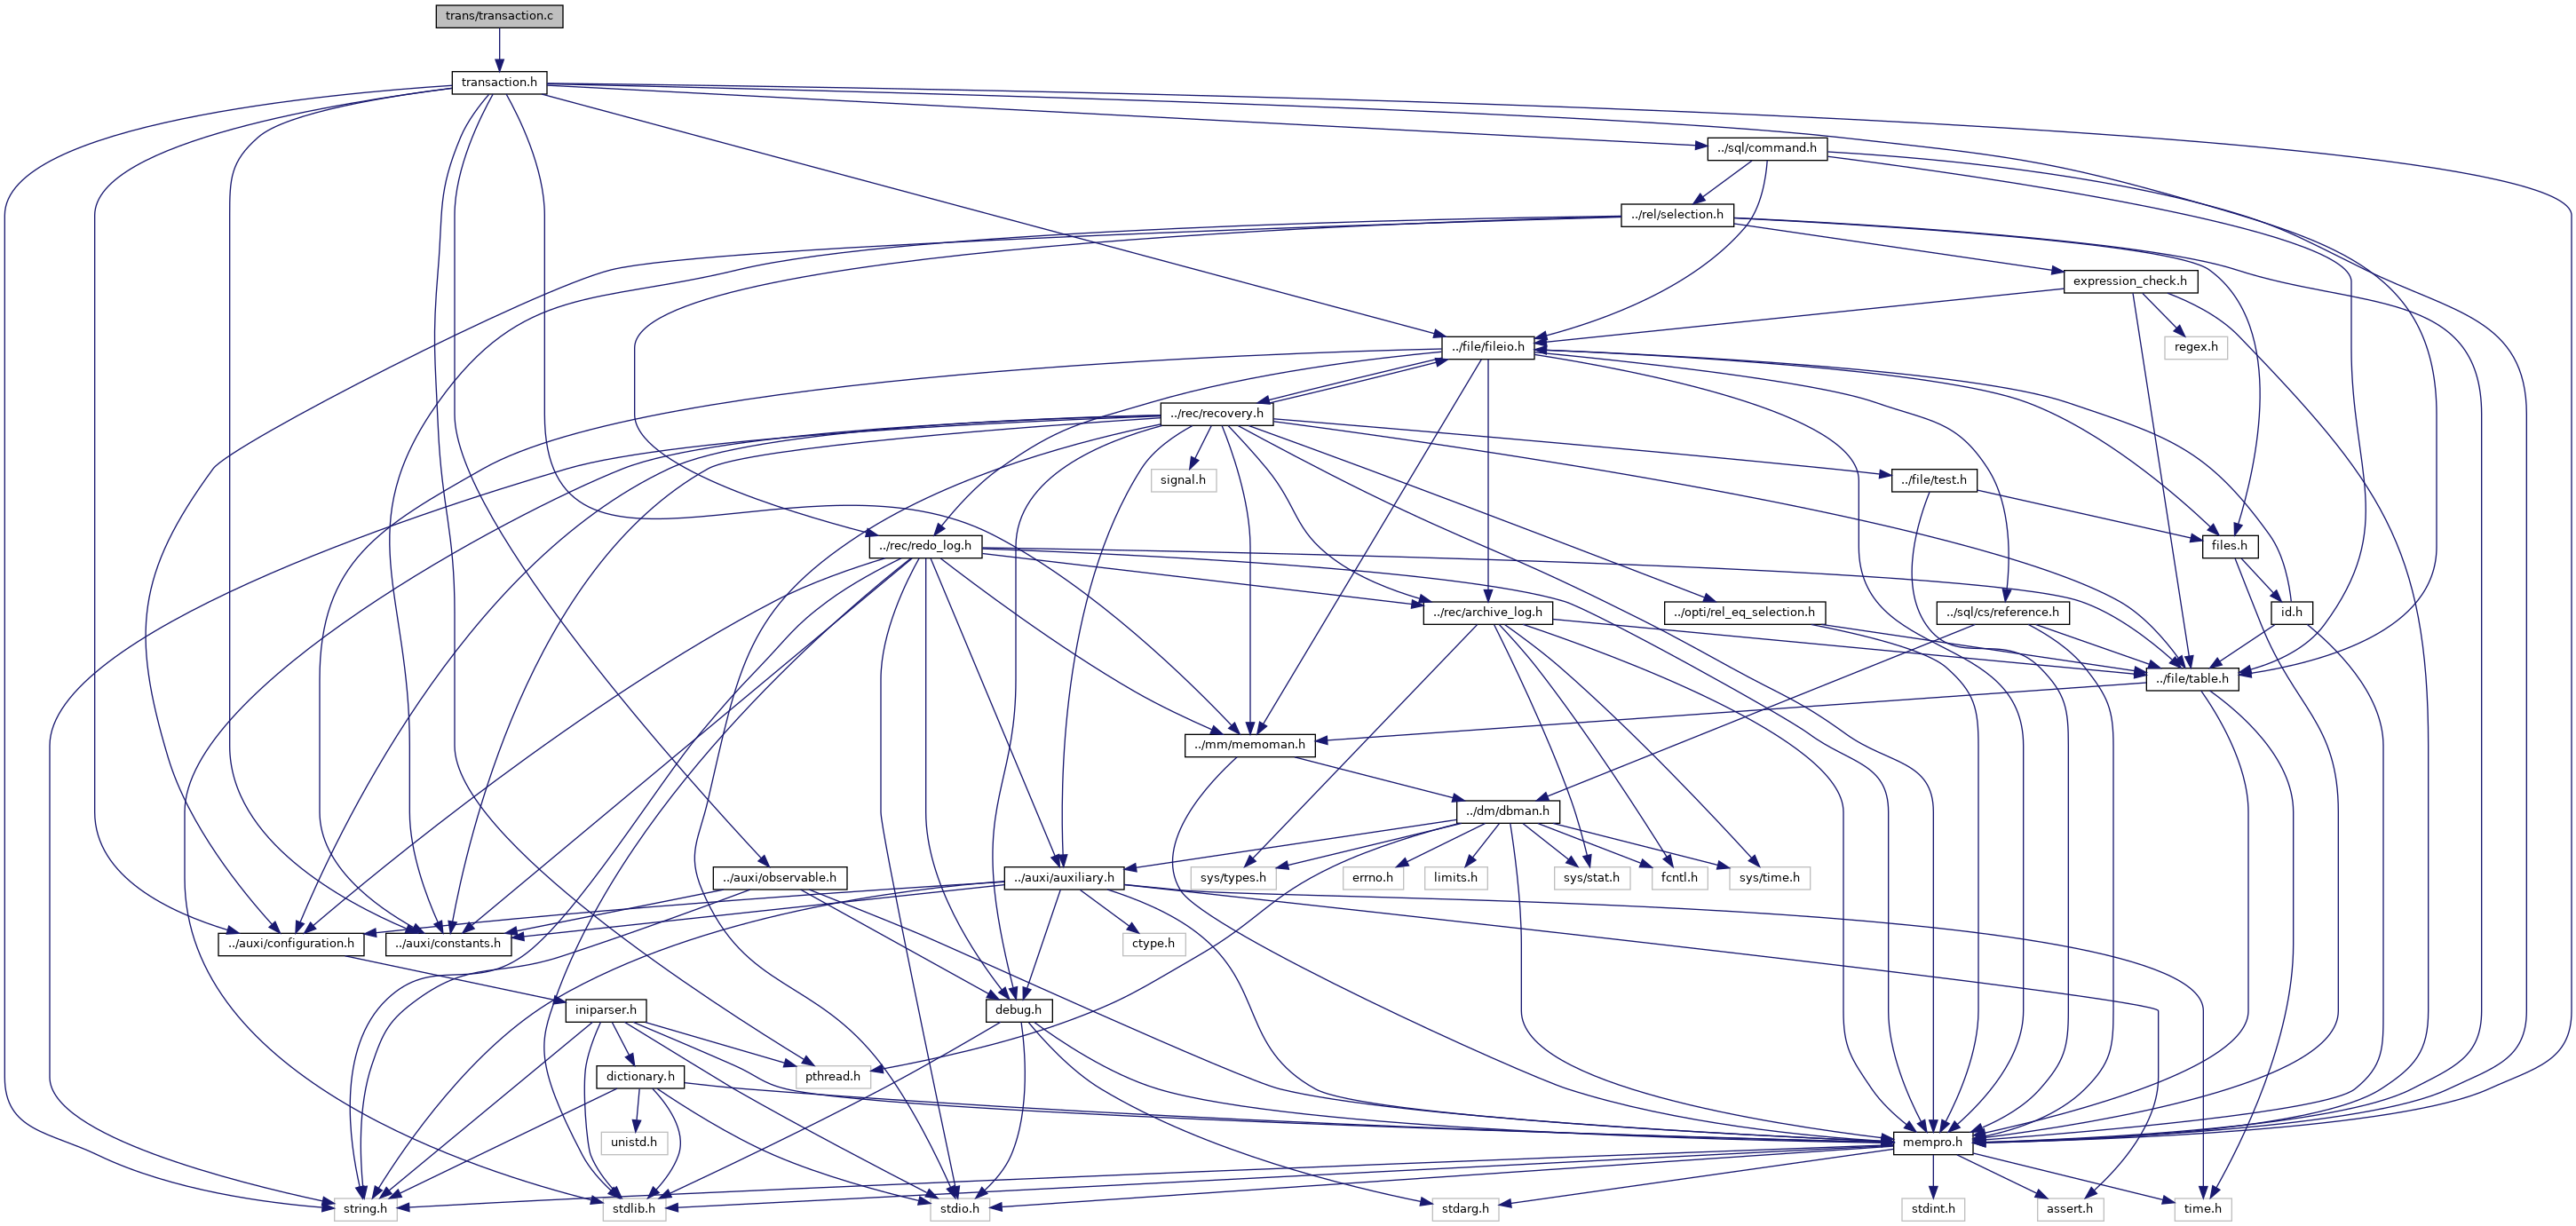 trans/transaction.c
transaction.h
../sql/command.h
../rel/selection.h
expression_check.h
../file/fileio.h
regex.h
../rec/recovery.h
signal.h
../file/test.h
../rec/redo_log.h
files.h
../rec/archive_log.h
../opti/rel_eq_selection.h
../sql/cs/reference.h
id.h
../file/table.h
../mm/memoman.h
../dm/dbman.h
../auxi/observable.h
../auxi/auxiliary.h
sys/types.h
errno.h
limits.h
sys/stat.h
fcntl.h
sys/time.h
../auxi/configuration.h
../auxi/constants.h
ctype.h
iniparser.h
debug.h
dictionary.h
pthread.h
unistd.h
mempro.h
string.h
stdlib.h
stdio.h
stdarg.h
stdint.h
assert.h
time.h